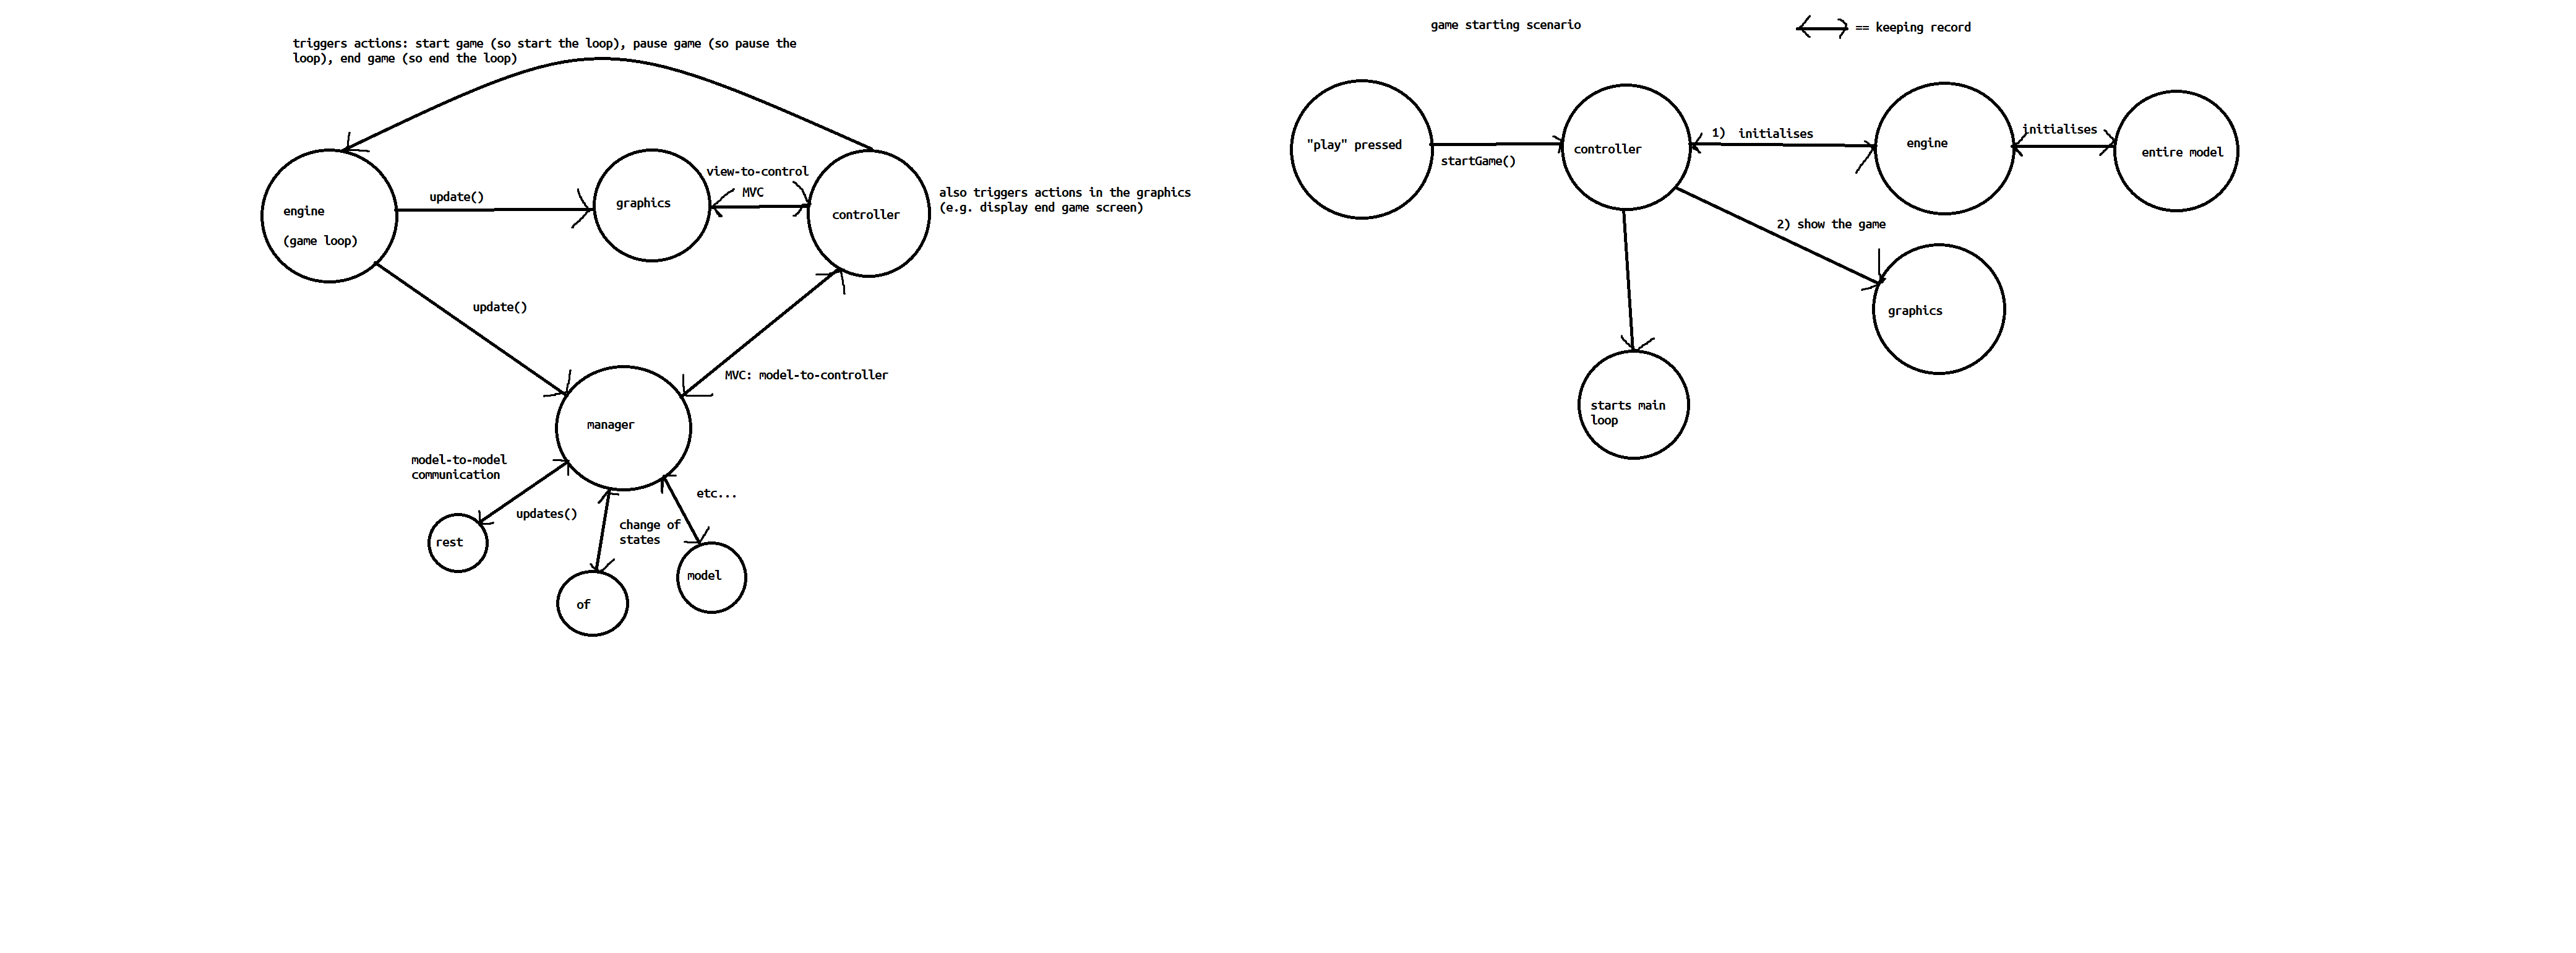 triggers actions: start game (so start the loop), pause game (so pause the
loop), end game (so end the loop)
engine
(game loop)
update()
graphics
view-to-control
MVC
controller
also triggers actions in the graphics
(e.g. display end game screen)
update()
MVC: model-to-controller
manager
model-to-model
communication
updates()
change of
states
etc...
rest
of
model
game starting scenario
== keeping record
"play" pressed
startGame()
controller
1) initialises
engine
initialises
entire model
2) show the game
graphics
starts main
loop